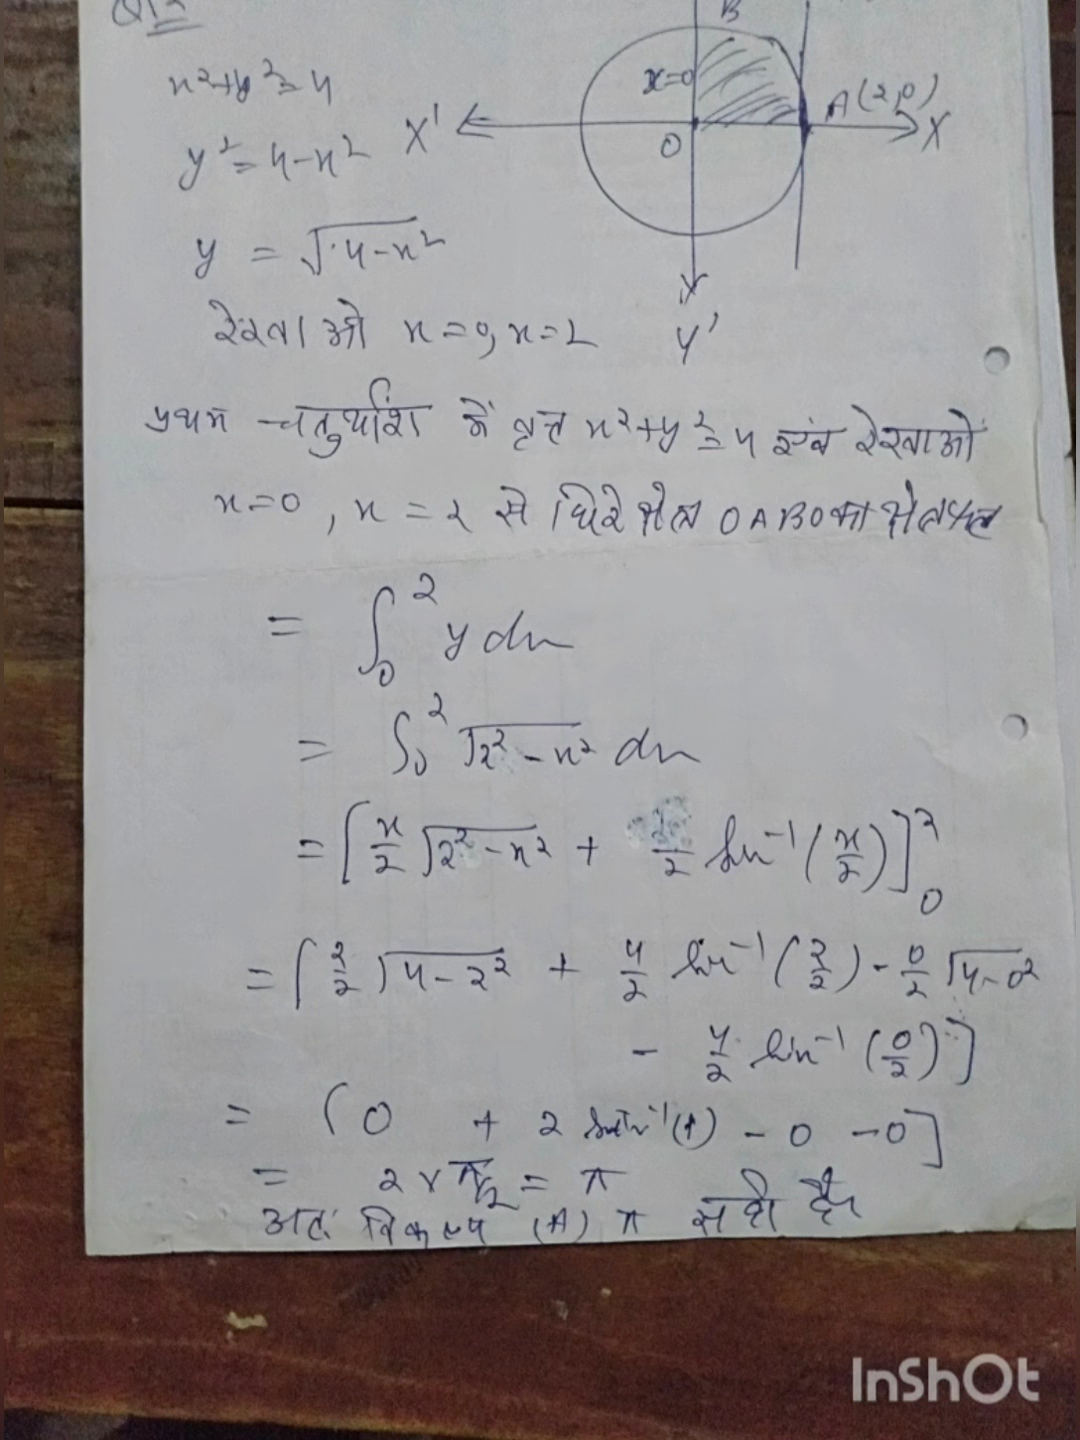 B
x²+y²=4
x=0
A(2,0)
X'
O
X
y²=4-x²
y = √4-x²
रेखाओ x=0, x=2
Y'
प्रथम चतुर्थांश में वृत्त x²+y²=4 एवं रेखाओं
x=0, x=2 से घिरे क्षेत्र OABO का क्षेत्रफल
= ∫₀² y dx
= ∫₀² √2²-x² dx
= [x/2 √2²-x² + /2 sin⁻¹(x/2)]₀²
= [2/2 √4-2² + 4/2 sin⁻¹(2/2) - 0/2 √4-0²
- 4/2 sin⁻¹(0/2)]
= [0 + 2 sin⁻¹(1) - 0 - 0]
= 2×π/2 = π
अतः विकल्प (A) π सही है
InShOt